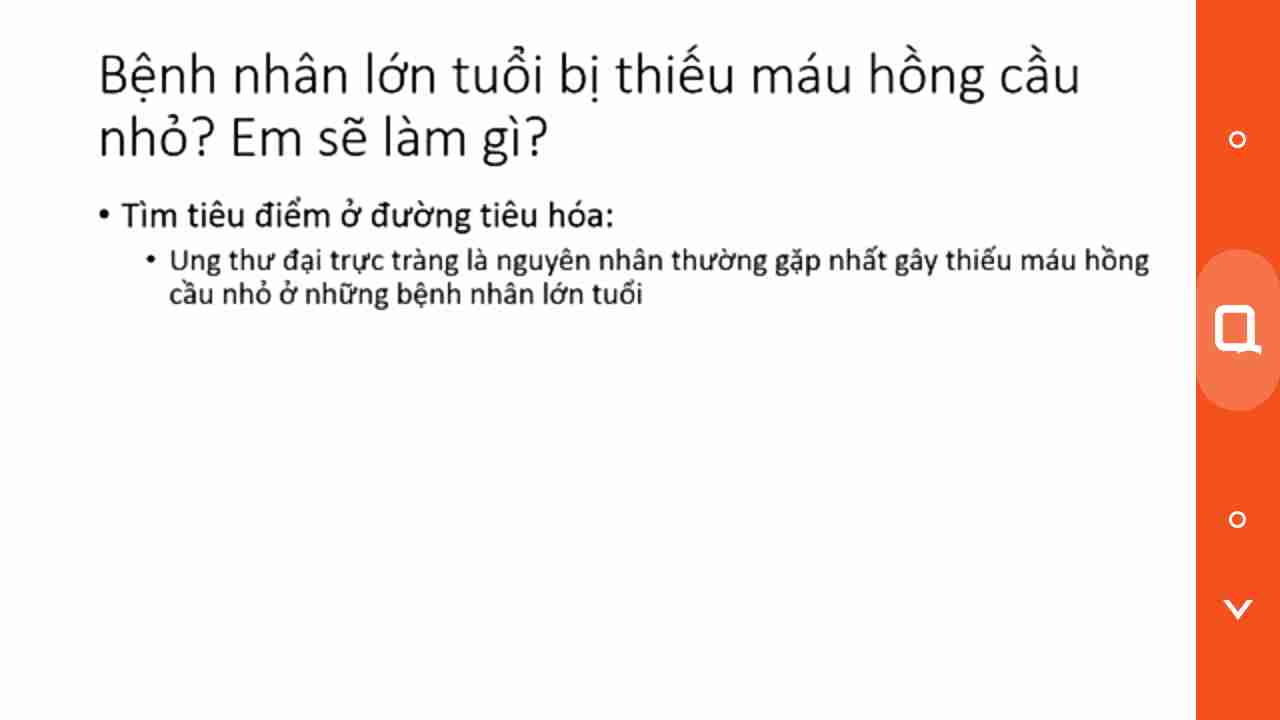 Bệnh nhân lớn tuổi bị thiếu máu hồng cầu
nhỏ? Em sẽ làm gì?
• Tìm tiêu điểm ở đường tiêu hóa:
• Ung thư đại trực tràng là nguyên nhân thường gặp nhất gây thiếu máu hồng
cầu nhỏ ở những bệnh nhân lớn tuổi